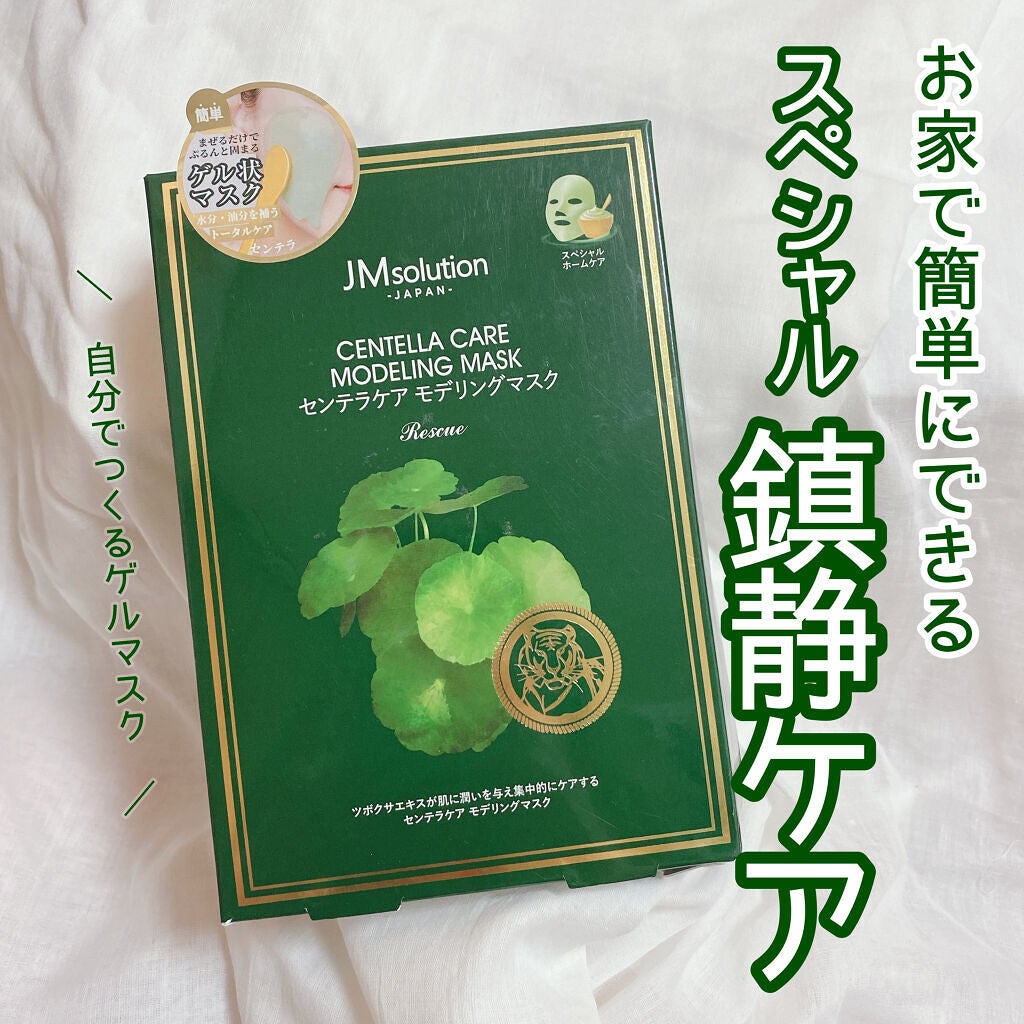 お家で簡単にできる
スペシャル 鎮静ケア
自分でつくるゲルマスク
簡単
まぜるだけで
ぷるんと固まる
ゲル状
マスク
水分・油分を補う
トータルケア
センテラ
スペシャル
ホームケア
JMsolution
-JAPAN-
CENTELLA CARE
MODELING MASK
センテラケア モデリングマスク
Rescue
ツボクサエキスが肌に潤いを与え集中的にケアする
センテラケア モデリングマスク